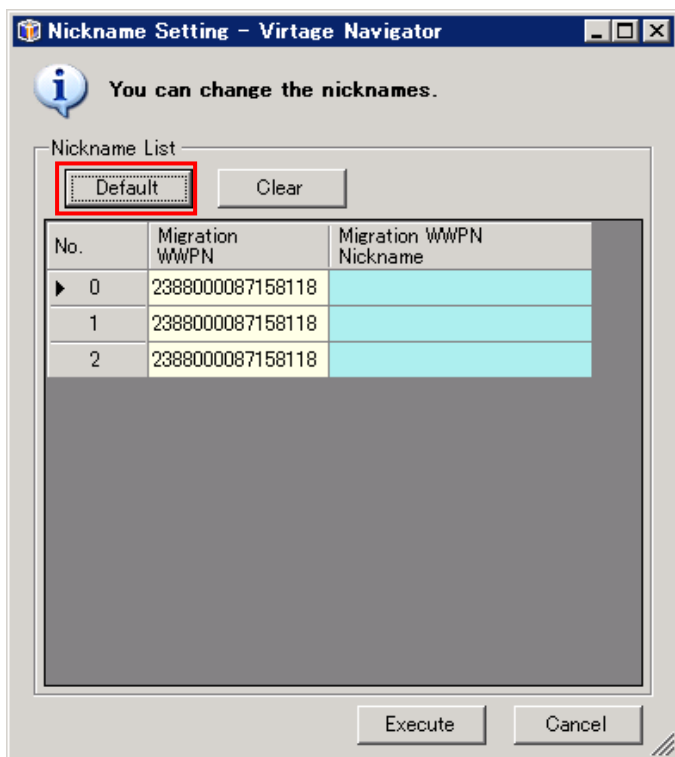 Nickname Setting - Virtage Navigator
You can change the nicknames.
Nickname List
Default Clear
No. Migration WWPN Migration WWPN Nickname
0 2388000087158118
1 2388000087158118
2 2388000087158118
Execute Cancel